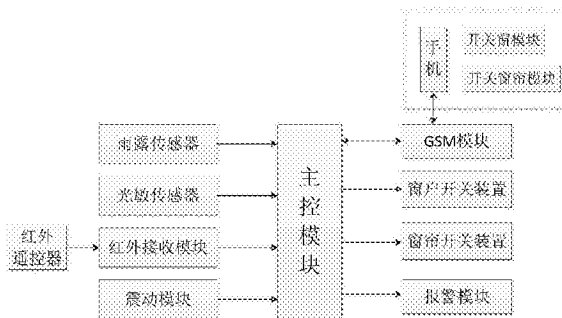 手
机
开关窗模块
开关窗帘模块
雨露传感器
GSM模块
光敏传感器
主
控
模
块
窗户开关装置
红外
遥控器
红外接收模块
窗帘开关装置
震动模块
报警模块